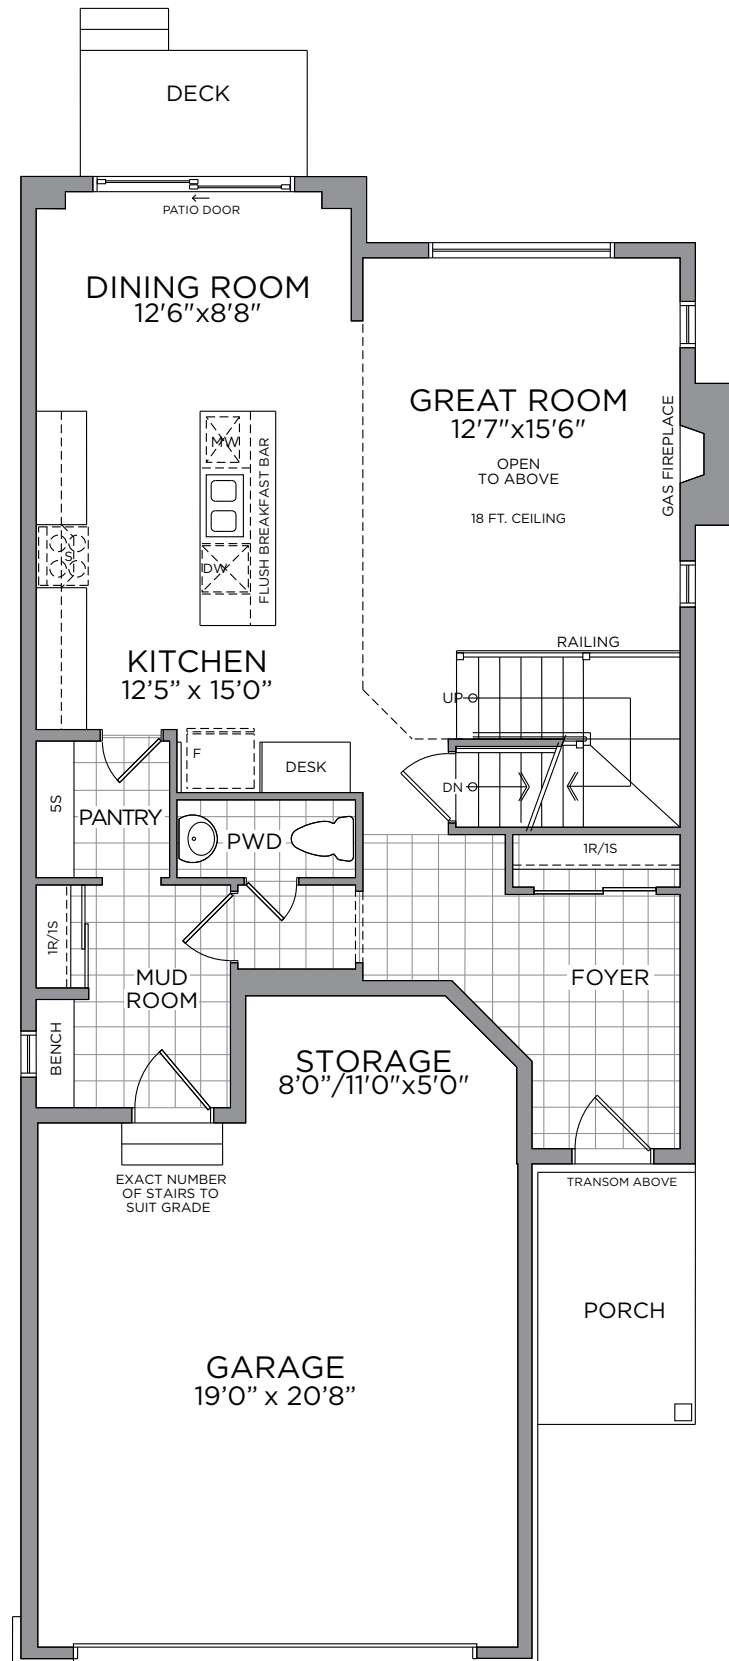 DECK
PATIO DOOR
DINING ROOM
12'6"x8'8"
GREAT ROOM
12'7"x15'6"
OPEN
TO ABOVE
18 FT. CEILING
GAS FIREPLACE
MW
FLUSH BREAKFAST BAR
S
DW
KITCHEN
12'5” x 15’0”
RAILING
UP
DN
F
DESK
5S
PANTRY
PWD
1R/1S
1R/1S
MUD
ROOM
FOYER
BENCH
STORAGE
8’0”/11'0"x5'0"
EXACT NUMBER
OF STAIRS TO
SUIT GRADE
TRANSOM ABOVE
PORCH
GARAGE
19’0” x 20’8”